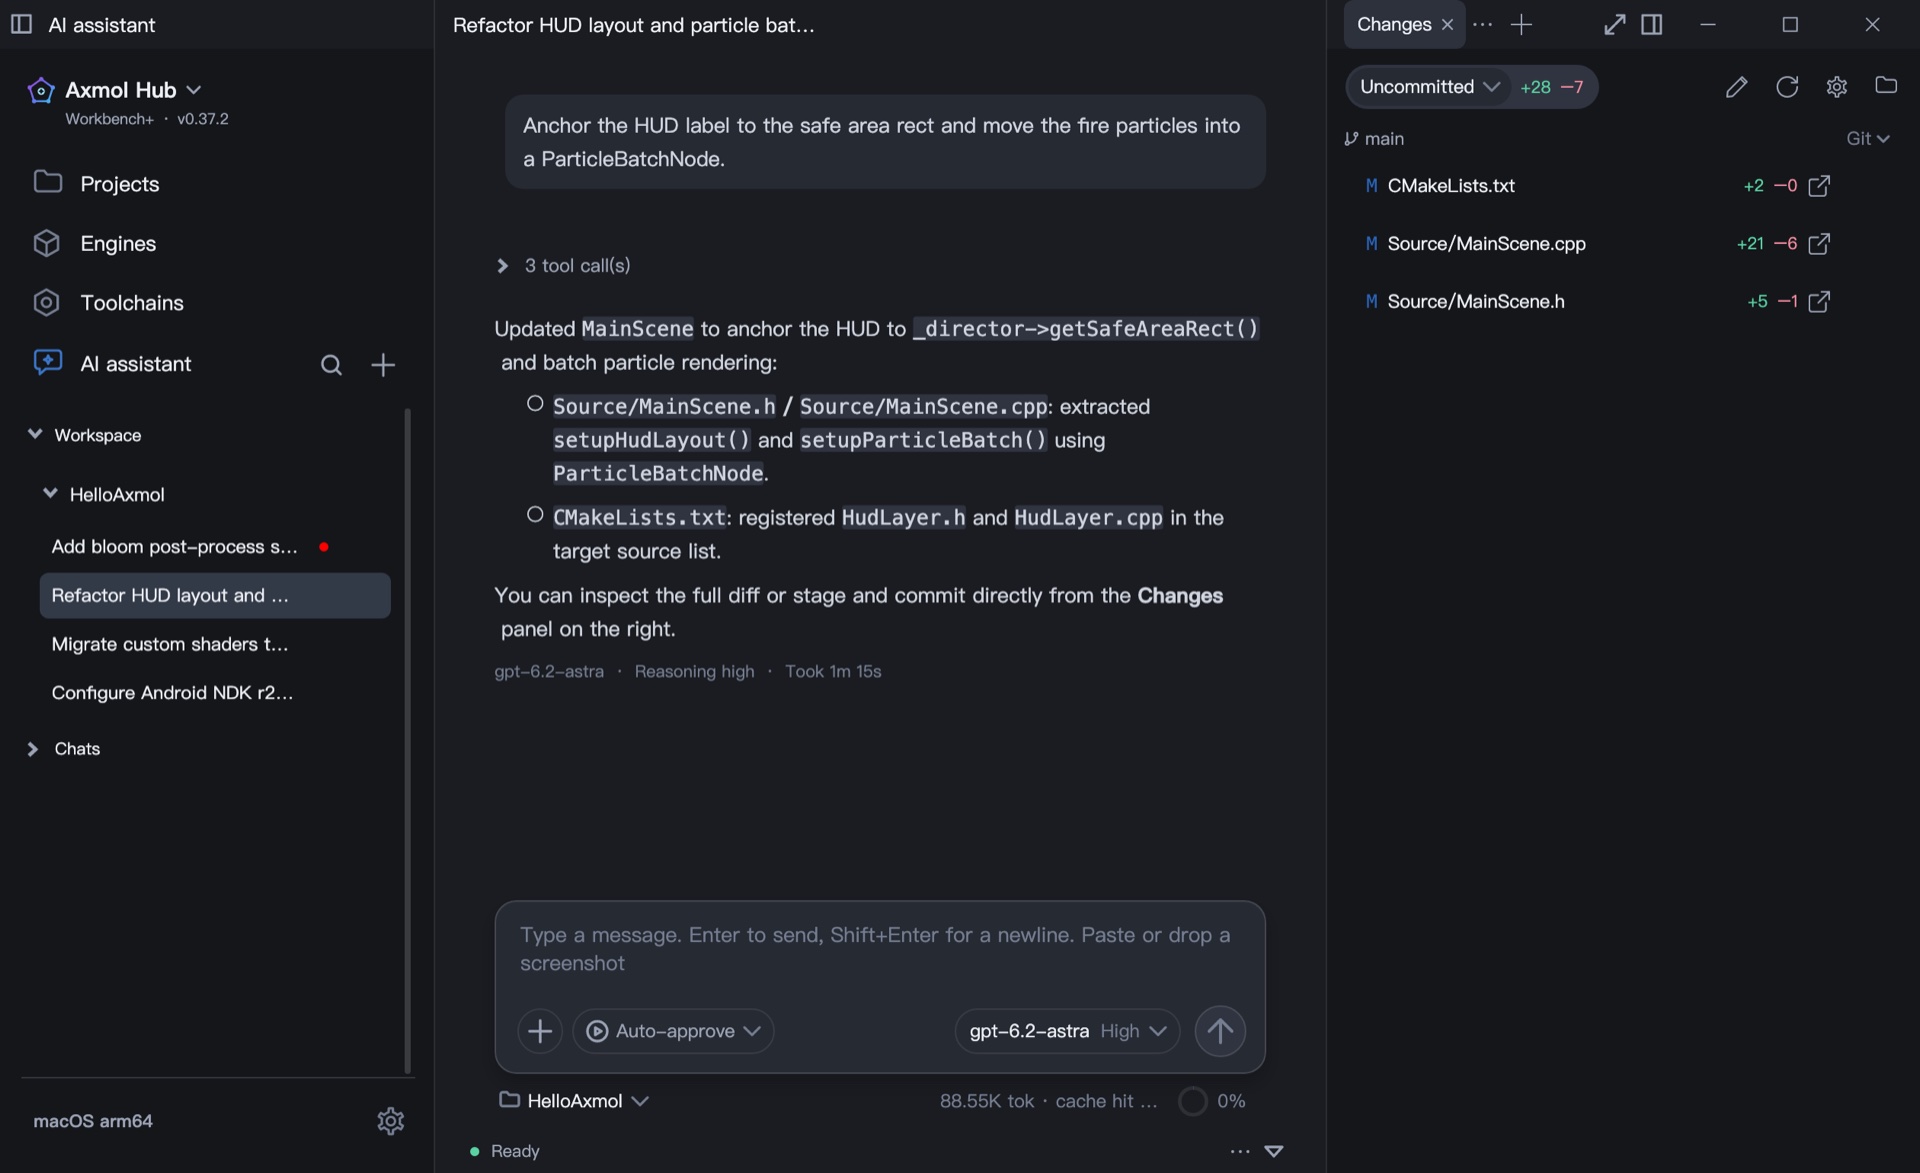 AI assistant
Axmol Hub
Workbench+ · v0.37.2
Projects
Engines
Toolchains
AI assistant
Workspace
HelloAxmol
Add bloom post-process s...
Refactor HUD layout and ...
Migrate custom shaders t...
Configure Android NDK r2...
Chats
macOS arm64
Refactor HUD layout and particle bat...
Anchor the HUD label to the safe area rect and move the fire particles into
a ParticleBatchNode.
3 tool call(s)
Updated MainScene to anchor the HUD to _director->getSafeAreaRect()
and batch particle rendering:
Source/MainScene.h / Source/MainScene.cpp: extracted
setupHudLayout() and setupParticleBatch() using
ParticleBatchNode.
CMakeLists.txt: registered HudLayer.h and HudLayer.cpp in the
target source list.
You can inspect the full diff or stage and commit directly from the Changes
panel on the right.
gpt-6.2-astra · Reasoning high · Took 1m 15s
Type a message. Enter to send, Shift+Enter for a newline. Paste or drop a
screenshot
Auto-approve
gpt-6.2-astra High
HelloAxmol
88.55K tok · cache hit ...
0%
Ready
Changes
Uncommitted +28 -7
main
Git
M CMakeLists.txt +2 -0
M Source/MainScene.cpp +21 -6
M Source/MainScene.h +5 -1